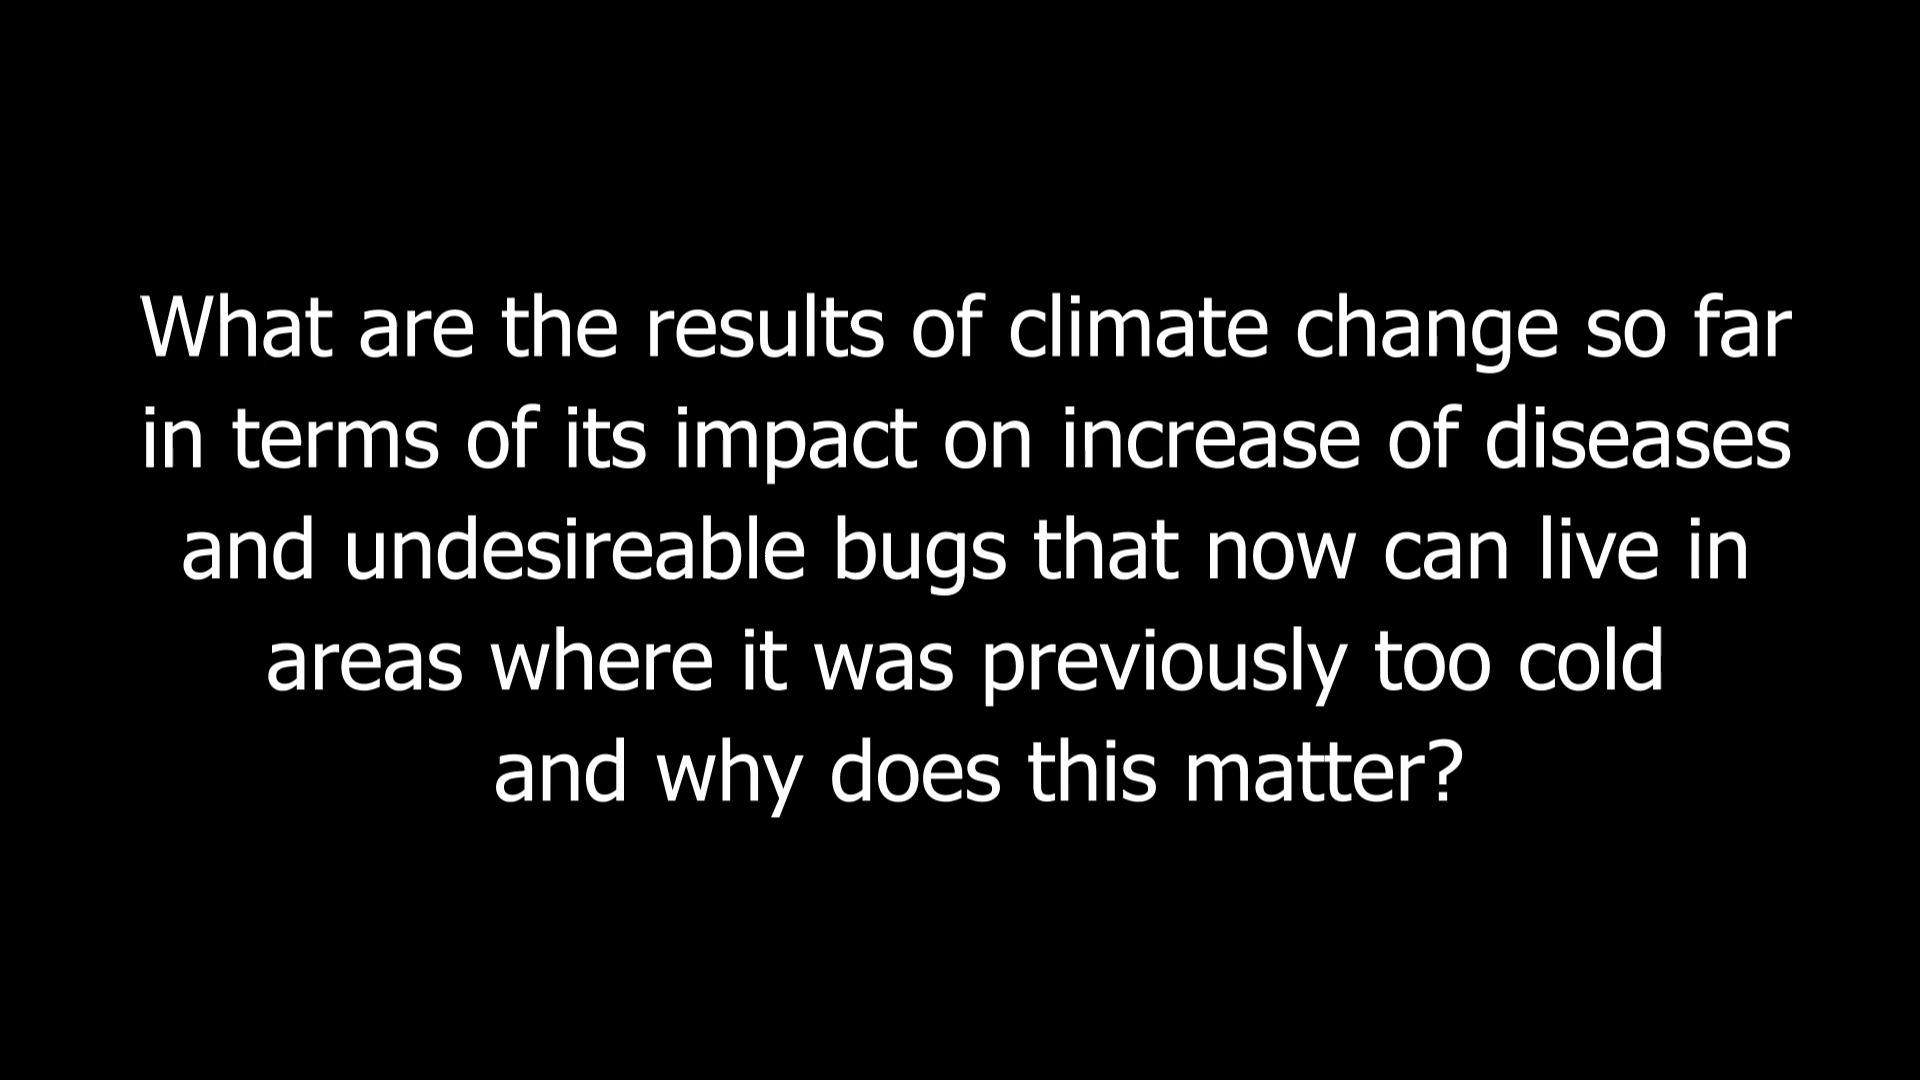 What are the results of climate change so far
in terms of its impact on increase of diseases
and undesireable bugs that now can live in
areas where it was previously too cold
and why does this matter?